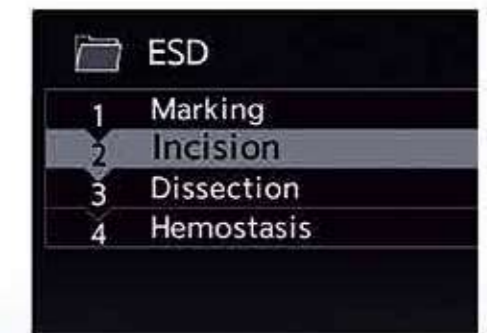 ESD
1 Marking
2 Incision
3 Dissection
4 Hemostasis